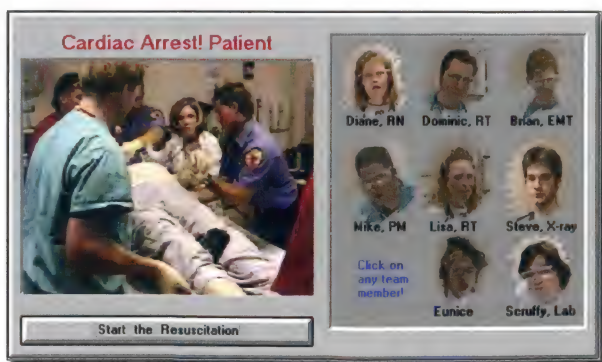 Cardiac Arrest! Patient
Diane, RN
Dominic, RT
Brian, EMT
Mike, PM
Lisa, RT
Steve, X-ray
Click on
any team
member!
Eunice
Scruffy, Lab
Start the Resuscitation